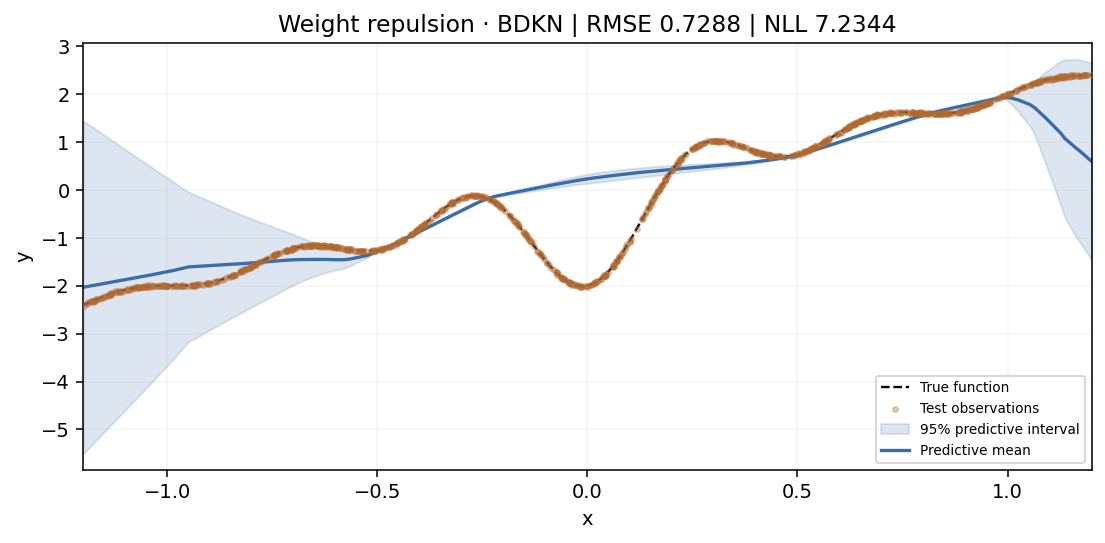 Weight repulsion · BDKN | RMSE 0.7288 | NLL 7.2344
3
2
1
0
−1
−2
−3
−4
−5
y
−1.0
−0.5
0.0
0.5
1.0
x
True function
Test observations
95% predictive interval
Predictive mean